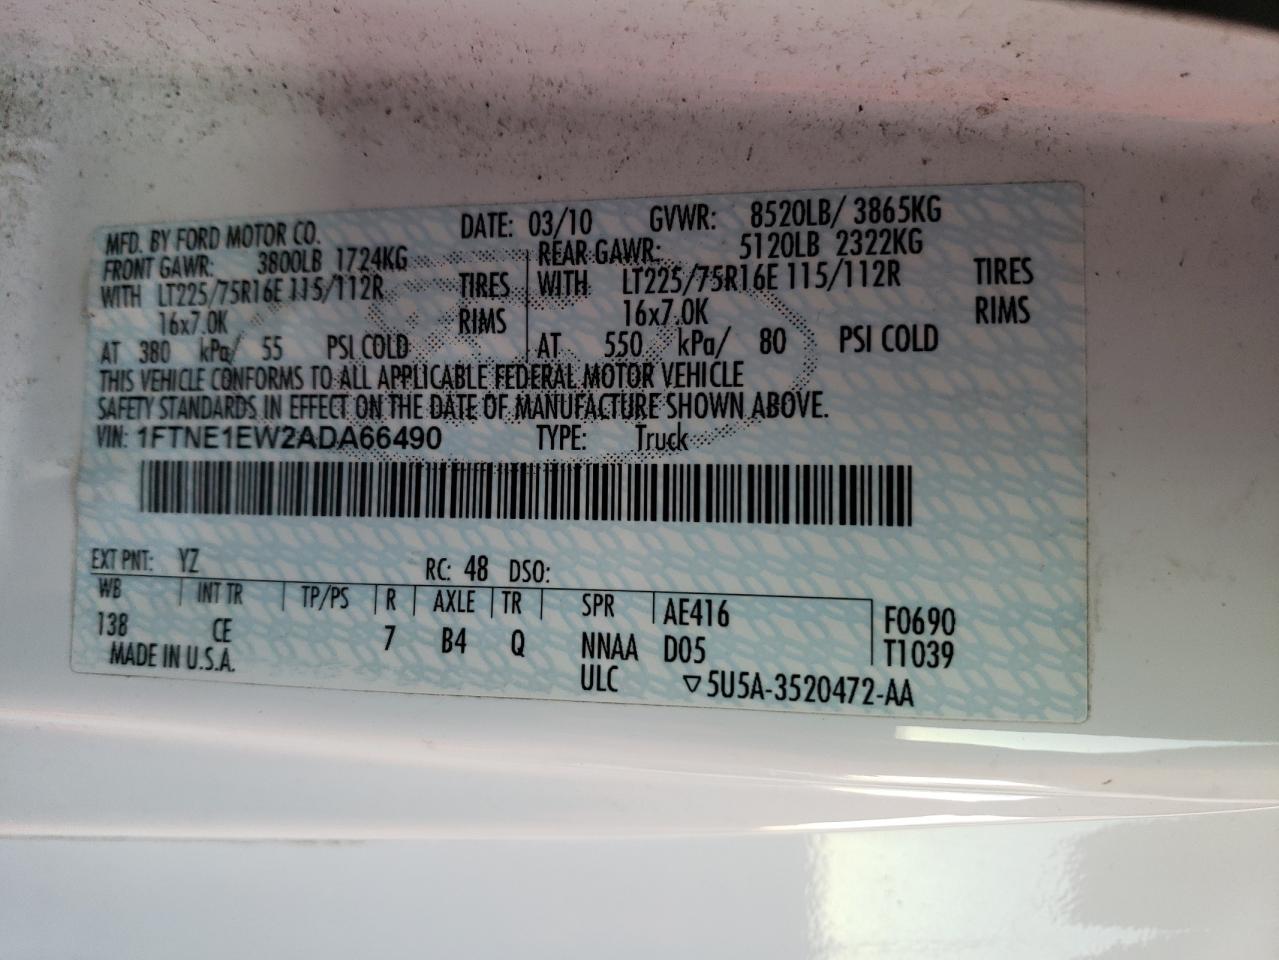 MFD. BY FORD MOTOR CO. DATE: 03/10 GVWR: 8520LB/ 3865KG
FRONT GAWR: 3800LB 1724KG REAR GAWR: 5120LB 2322KG
WITH LT225/75R16E 115/112R TIRES WITH LT225/75R16E 115/112R TIRES
16x7.0K RIMS 16x7.0K RIMS
AT 380 kPa/ 55 PSI COLD AT 550 kPa/ 80 PSI COLD
THIS VEHICLE CONFORMS TO ALL APPLICABLE FEDERAL MOTOR VEHICLE
SAFETY STANDARDS IN EFFECT ON THE DATE OF MANUFACTURE SHOWN ABOVE.
VIN: 1FTNE1EW2ADA66490 TYPE: Truck
EXT PNT: YZ RC: 48 DSO:
WB INT TR TP/PS R AXLE TR SPR AE416 F0690
138 CE 7 B4 Q NNAA D05 T1039
MADE IN U.S.A. ULC ▽5U5A-3520472-AA